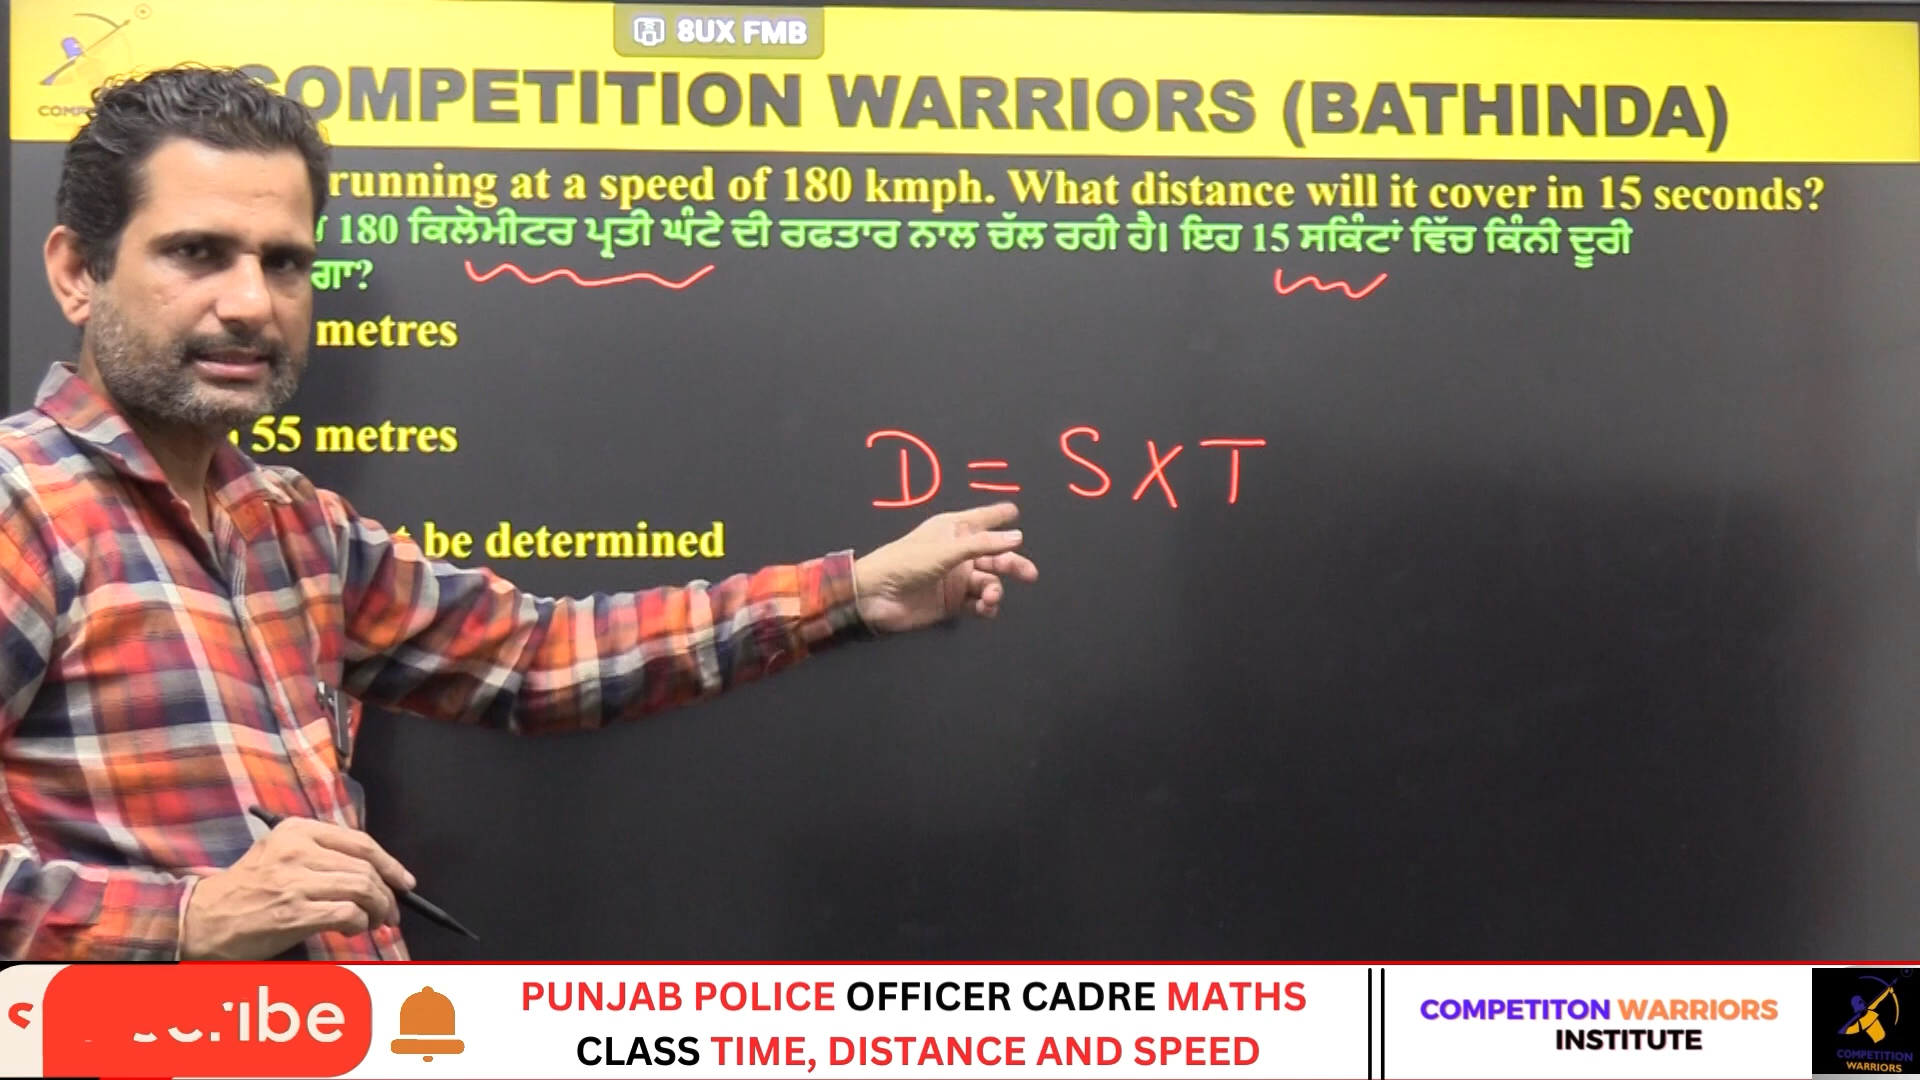 8UX FMB
COMPETITION WARRIORS (BATHINDA)
running at a speed of 180 kmph. What distance will it cover in 15 seconds?
180 ਕਿਲੋਮੀਟਰ ਪ੍ਰਤੀ ਘੰਟੇ ਦੀ ਰਫਤਾਰ ਨਾਲ ਚੱਲ ਰਹੀ ਹੈ। ਇਹ 15 ਸਕਿੰਟਾਂ ਵਿੱਚ ਕਿੰਨੀ ਦੂਰੀ
ਗਾ?
metres
55 metres
be determined
D = S X T
PUNJAB POLICE OFFICER CADRE MATHS
CLASS TIME, DISTANCE AND SPEED
COMPETITON WARRIORS
INSTITUTE
COMPETITION
WARRIORS